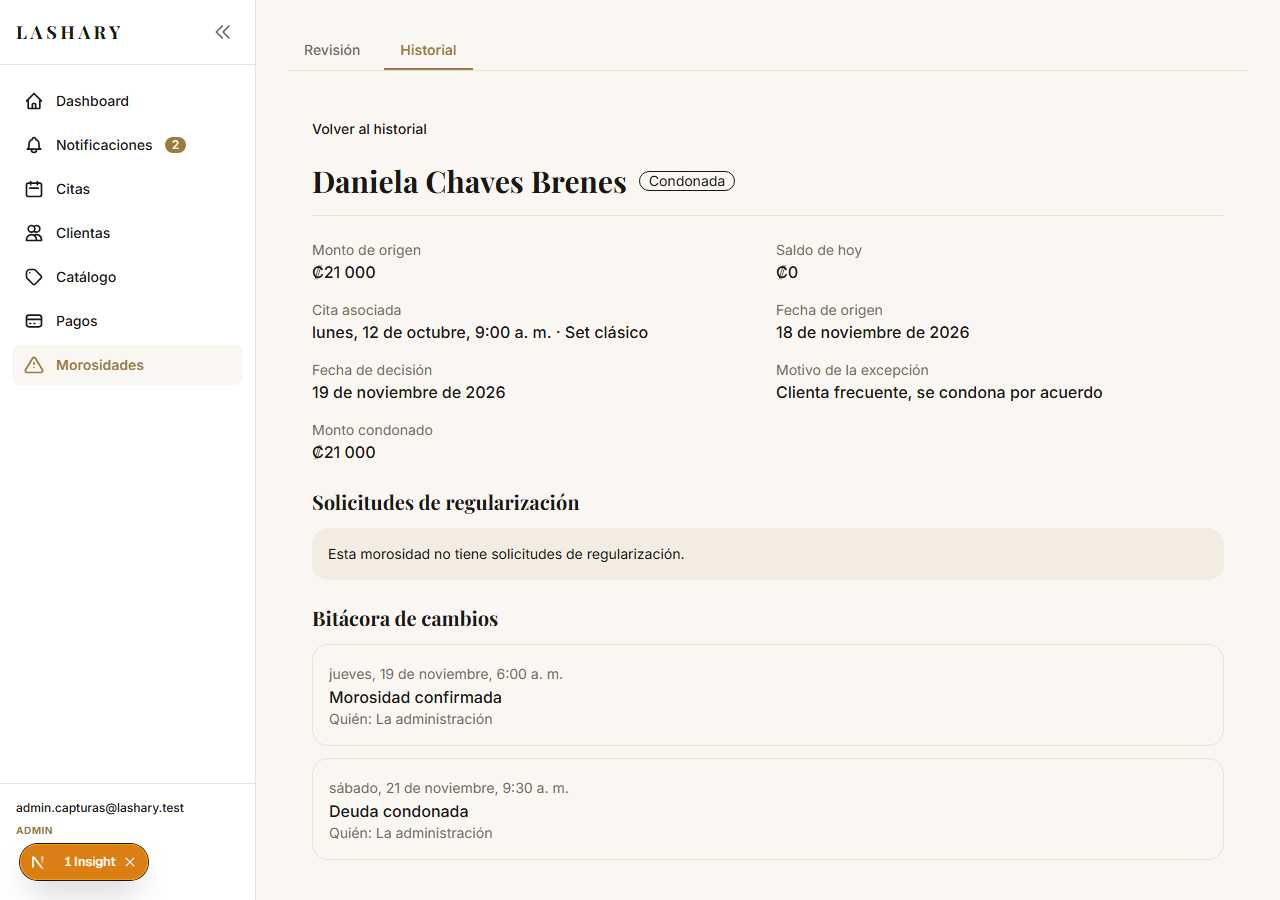 LASHARY
Dashboard
Notificaciones 2
Citas
Clientas
Catálogo
Pagos
Morosidades
admin.capturas@lashary.test
ADMIN
1 Insight
Revisión Historial
Volver al historial
Daniela Chaves Brenes Condonada
Monto de origen
₡21 000
Saldo de hoy
₡0
Cita asociada
lunes, 12 de octubre, 9:00 a. m. · Set clásico
Fecha de origen
18 de noviembre de 2026
Fecha de decisión
19 de noviembre de 2026
Motivo de la excepción
Clienta frecuente, se condona por acuerdo
Monto condonado
₡21 000
Solicitudes de regularización
Esta morosidad no tiene solicitudes de regularización.
Bitácora de cambios
jueves, 19 de noviembre, 6:00 a. m.
Morosidad confirmada
Quién: La administración
sábado, 21 de noviembre, 9:30 a. m.
Deuda condonada
Quién: La administración